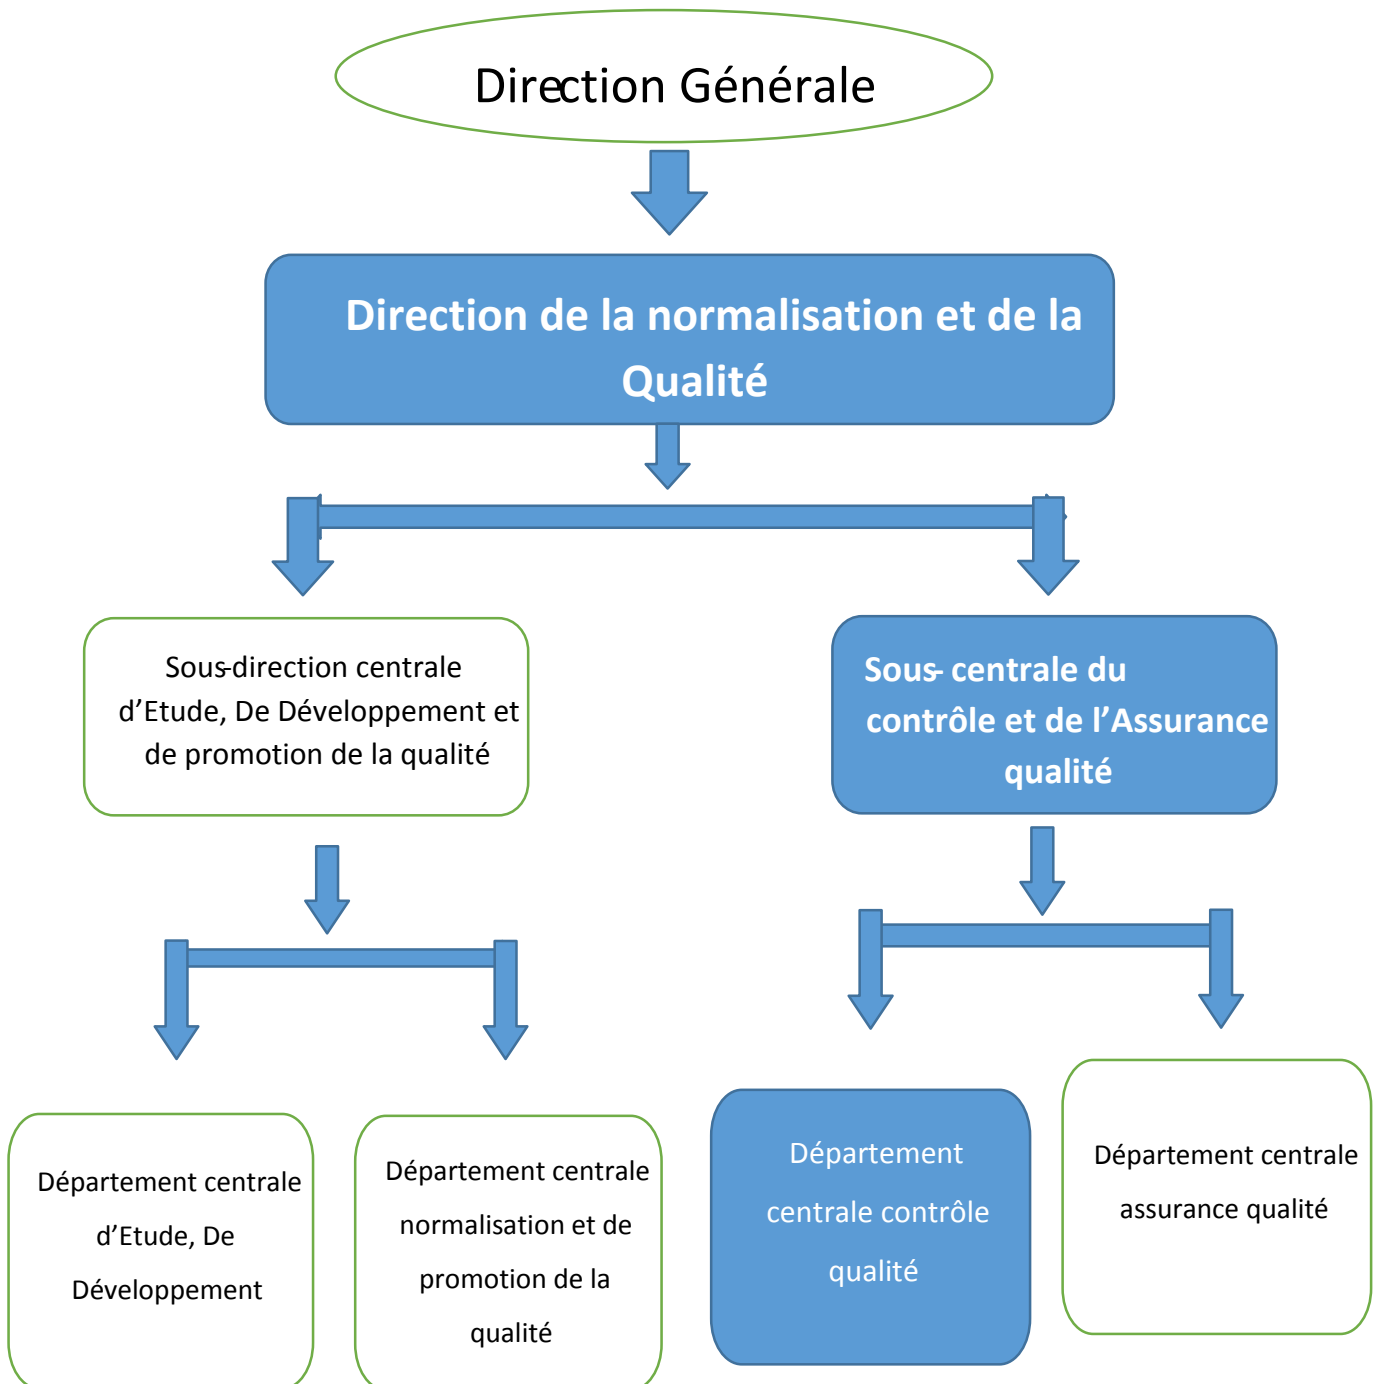 Direction Générale
Direction de la normalisation et de la
Qualité
Sous-direction centrale
d’Etude, De Développement et
de promotion de la qualité
Sous- centrale du
contrôle et de l’Assurance
qualité
Département centrale
d’Etude, De
Développement
Département centrale
normalisation et de
promotion de la
qualité
Département
centrale contrôle
qualité
Département centrale
assurance qualité